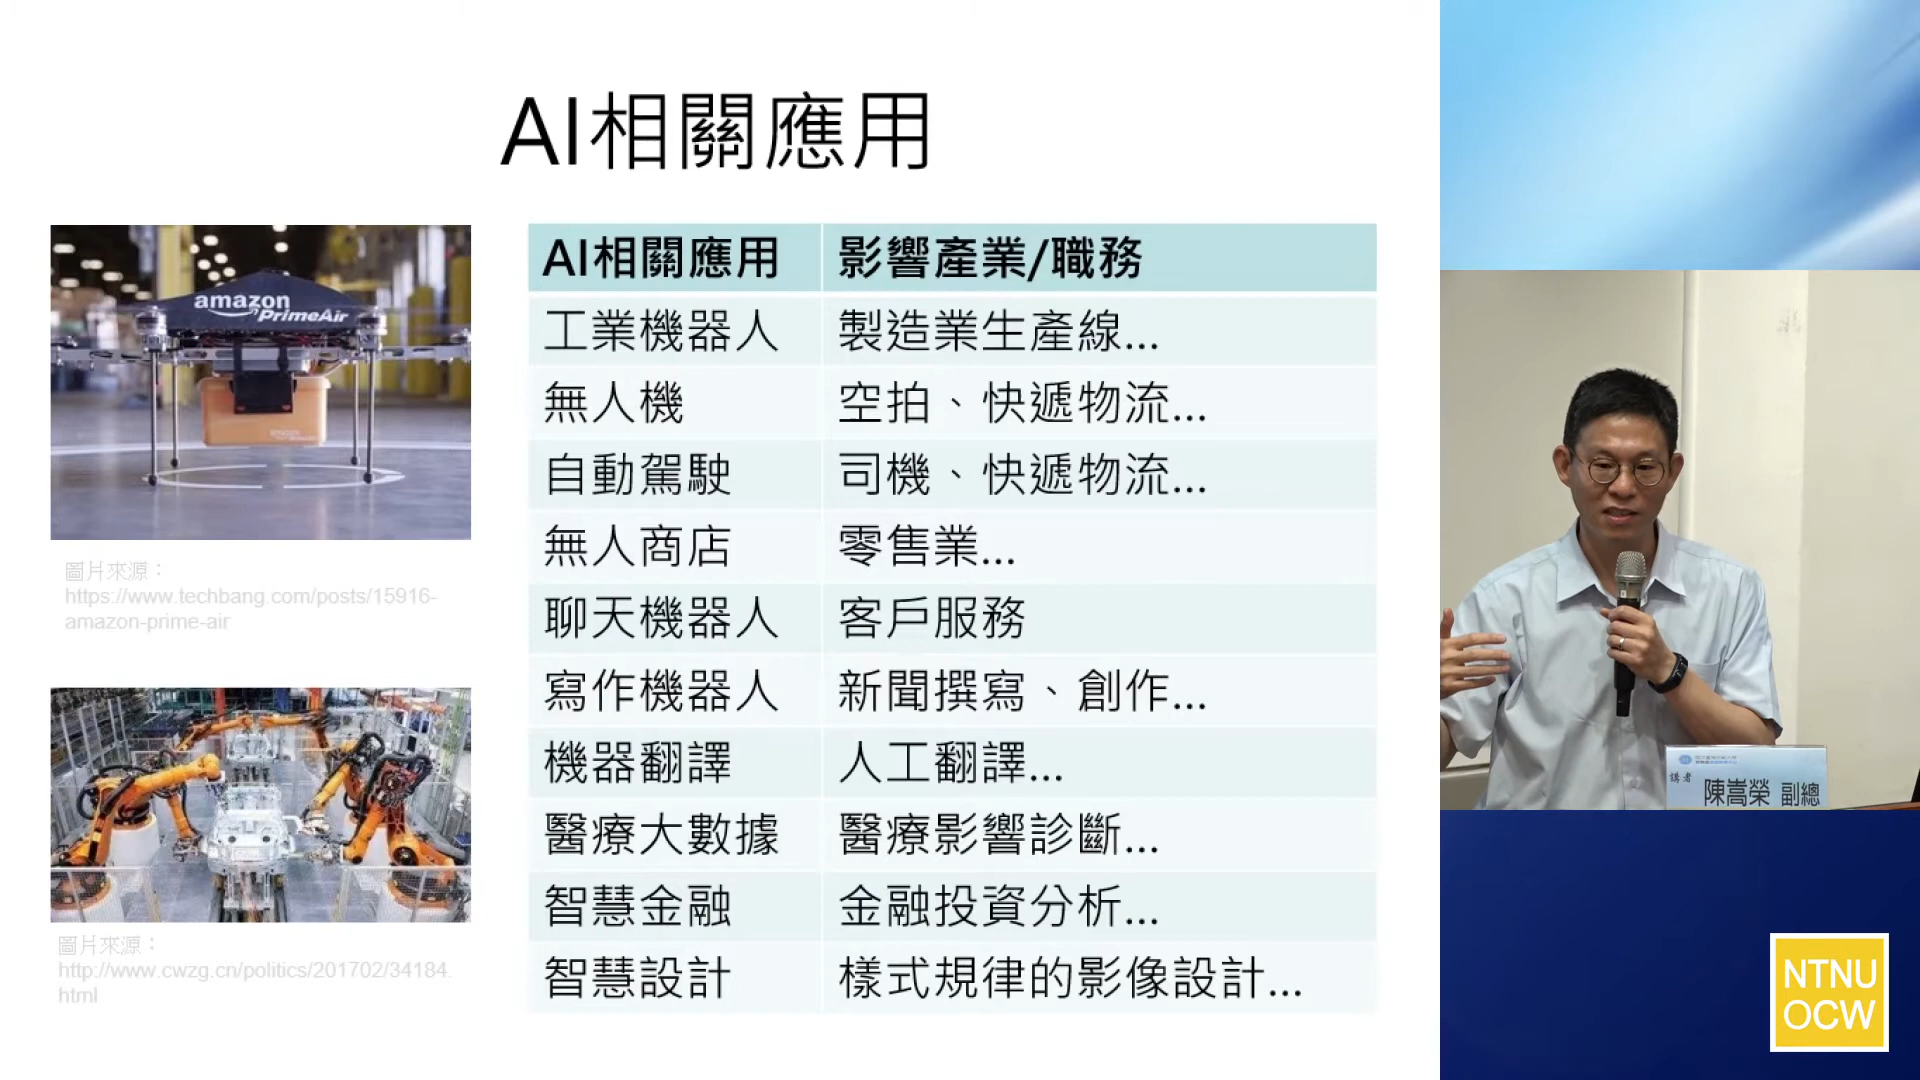 AI相關應用
amazon
PrimeAir
圖片來源：
https://www.techbang.com/posts/15916-
amazon-prime-air
圖片來源：
http://www.cwzg.cn/politics/201702/34184.
html
AI相關應用 影響產業/職務
工業機器人 製造業生產線...
無人機 空拍、快遞物流...
自動駕駛 司機、快遞物流...
無人商店 零售業...
聊天機器人 客戶服務
寫作機器人 新聞撰寫、創作...
機器翻譯 人工翻譯...
醫療大數據 醫療影響診斷...
智慧金融 金融投資分析...
智慧設計 樣式規律的影像設計...
講者
陳嵩榮 副總
NTNU
OCW